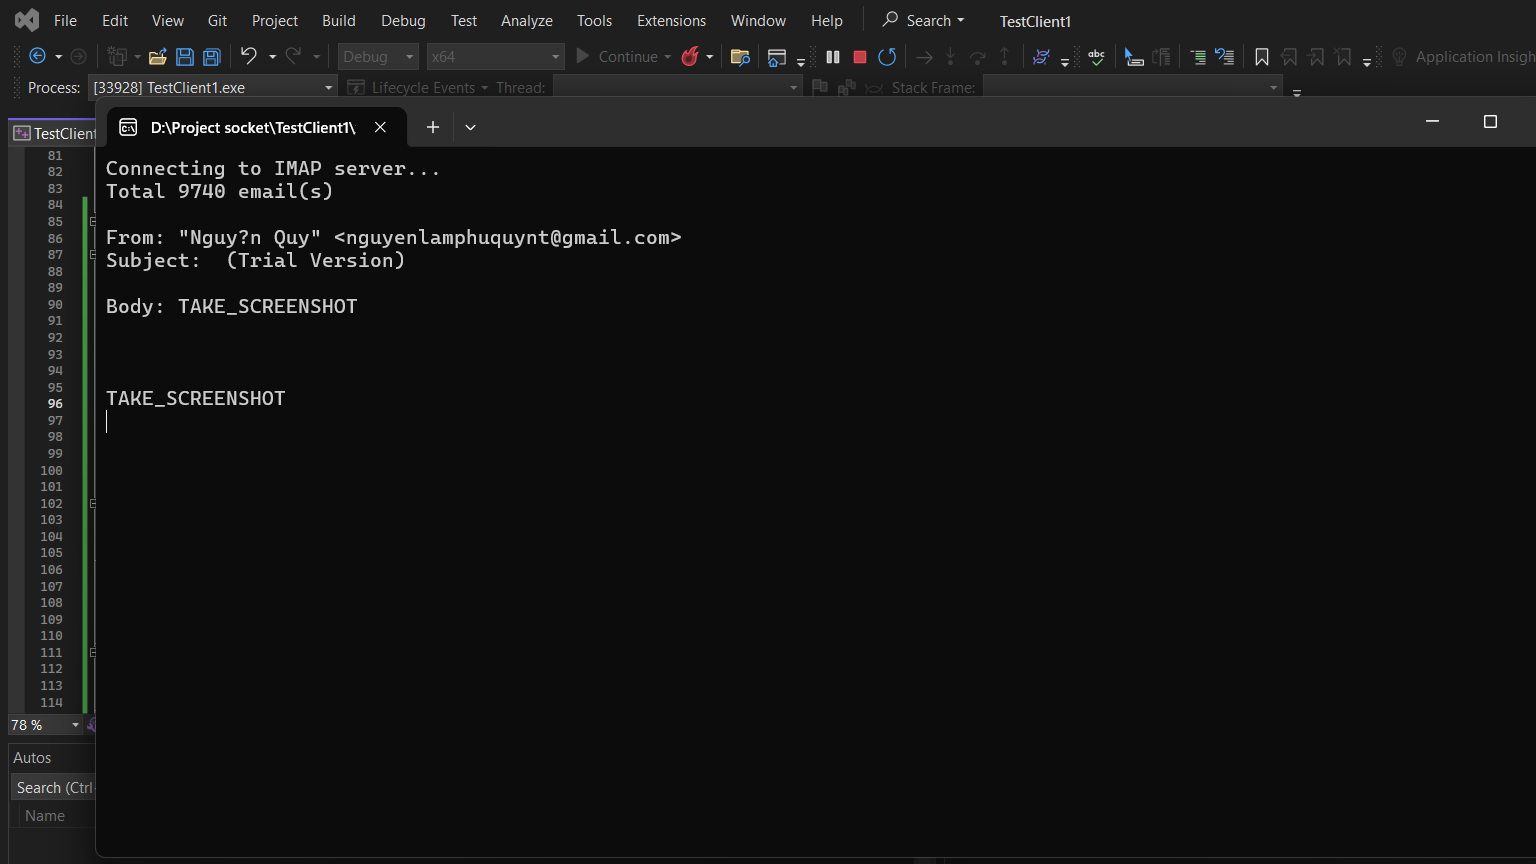 File Edit View Git Project Build Debug Test Analyze Tools Extensions Window Help Search TestClient1
Debug x64 Continue abc Application Insigh
Process: [33928] TestClient1.exe Lifecycle Events Thread: Stack Frame:
TestClient
D:\Project socket\TestClient1\
Connecting to IMAP server...
Total 9740 email(s)
From: "Nguy?n Quy" <nguyenlamphuquynt@gmail.com>
Subject:  (Trial Version)
Body: TAKE_SCREENSHOT
TAKE_SCREENSHOT
81
82
83
84
85
86
87
88
89
90
91
92
93
94
95
96
97
98
99
100
101
102
103
104
105
106
107
108
109
110
111
112
113
114
78 %
Autos
Search (Ctrl
Name